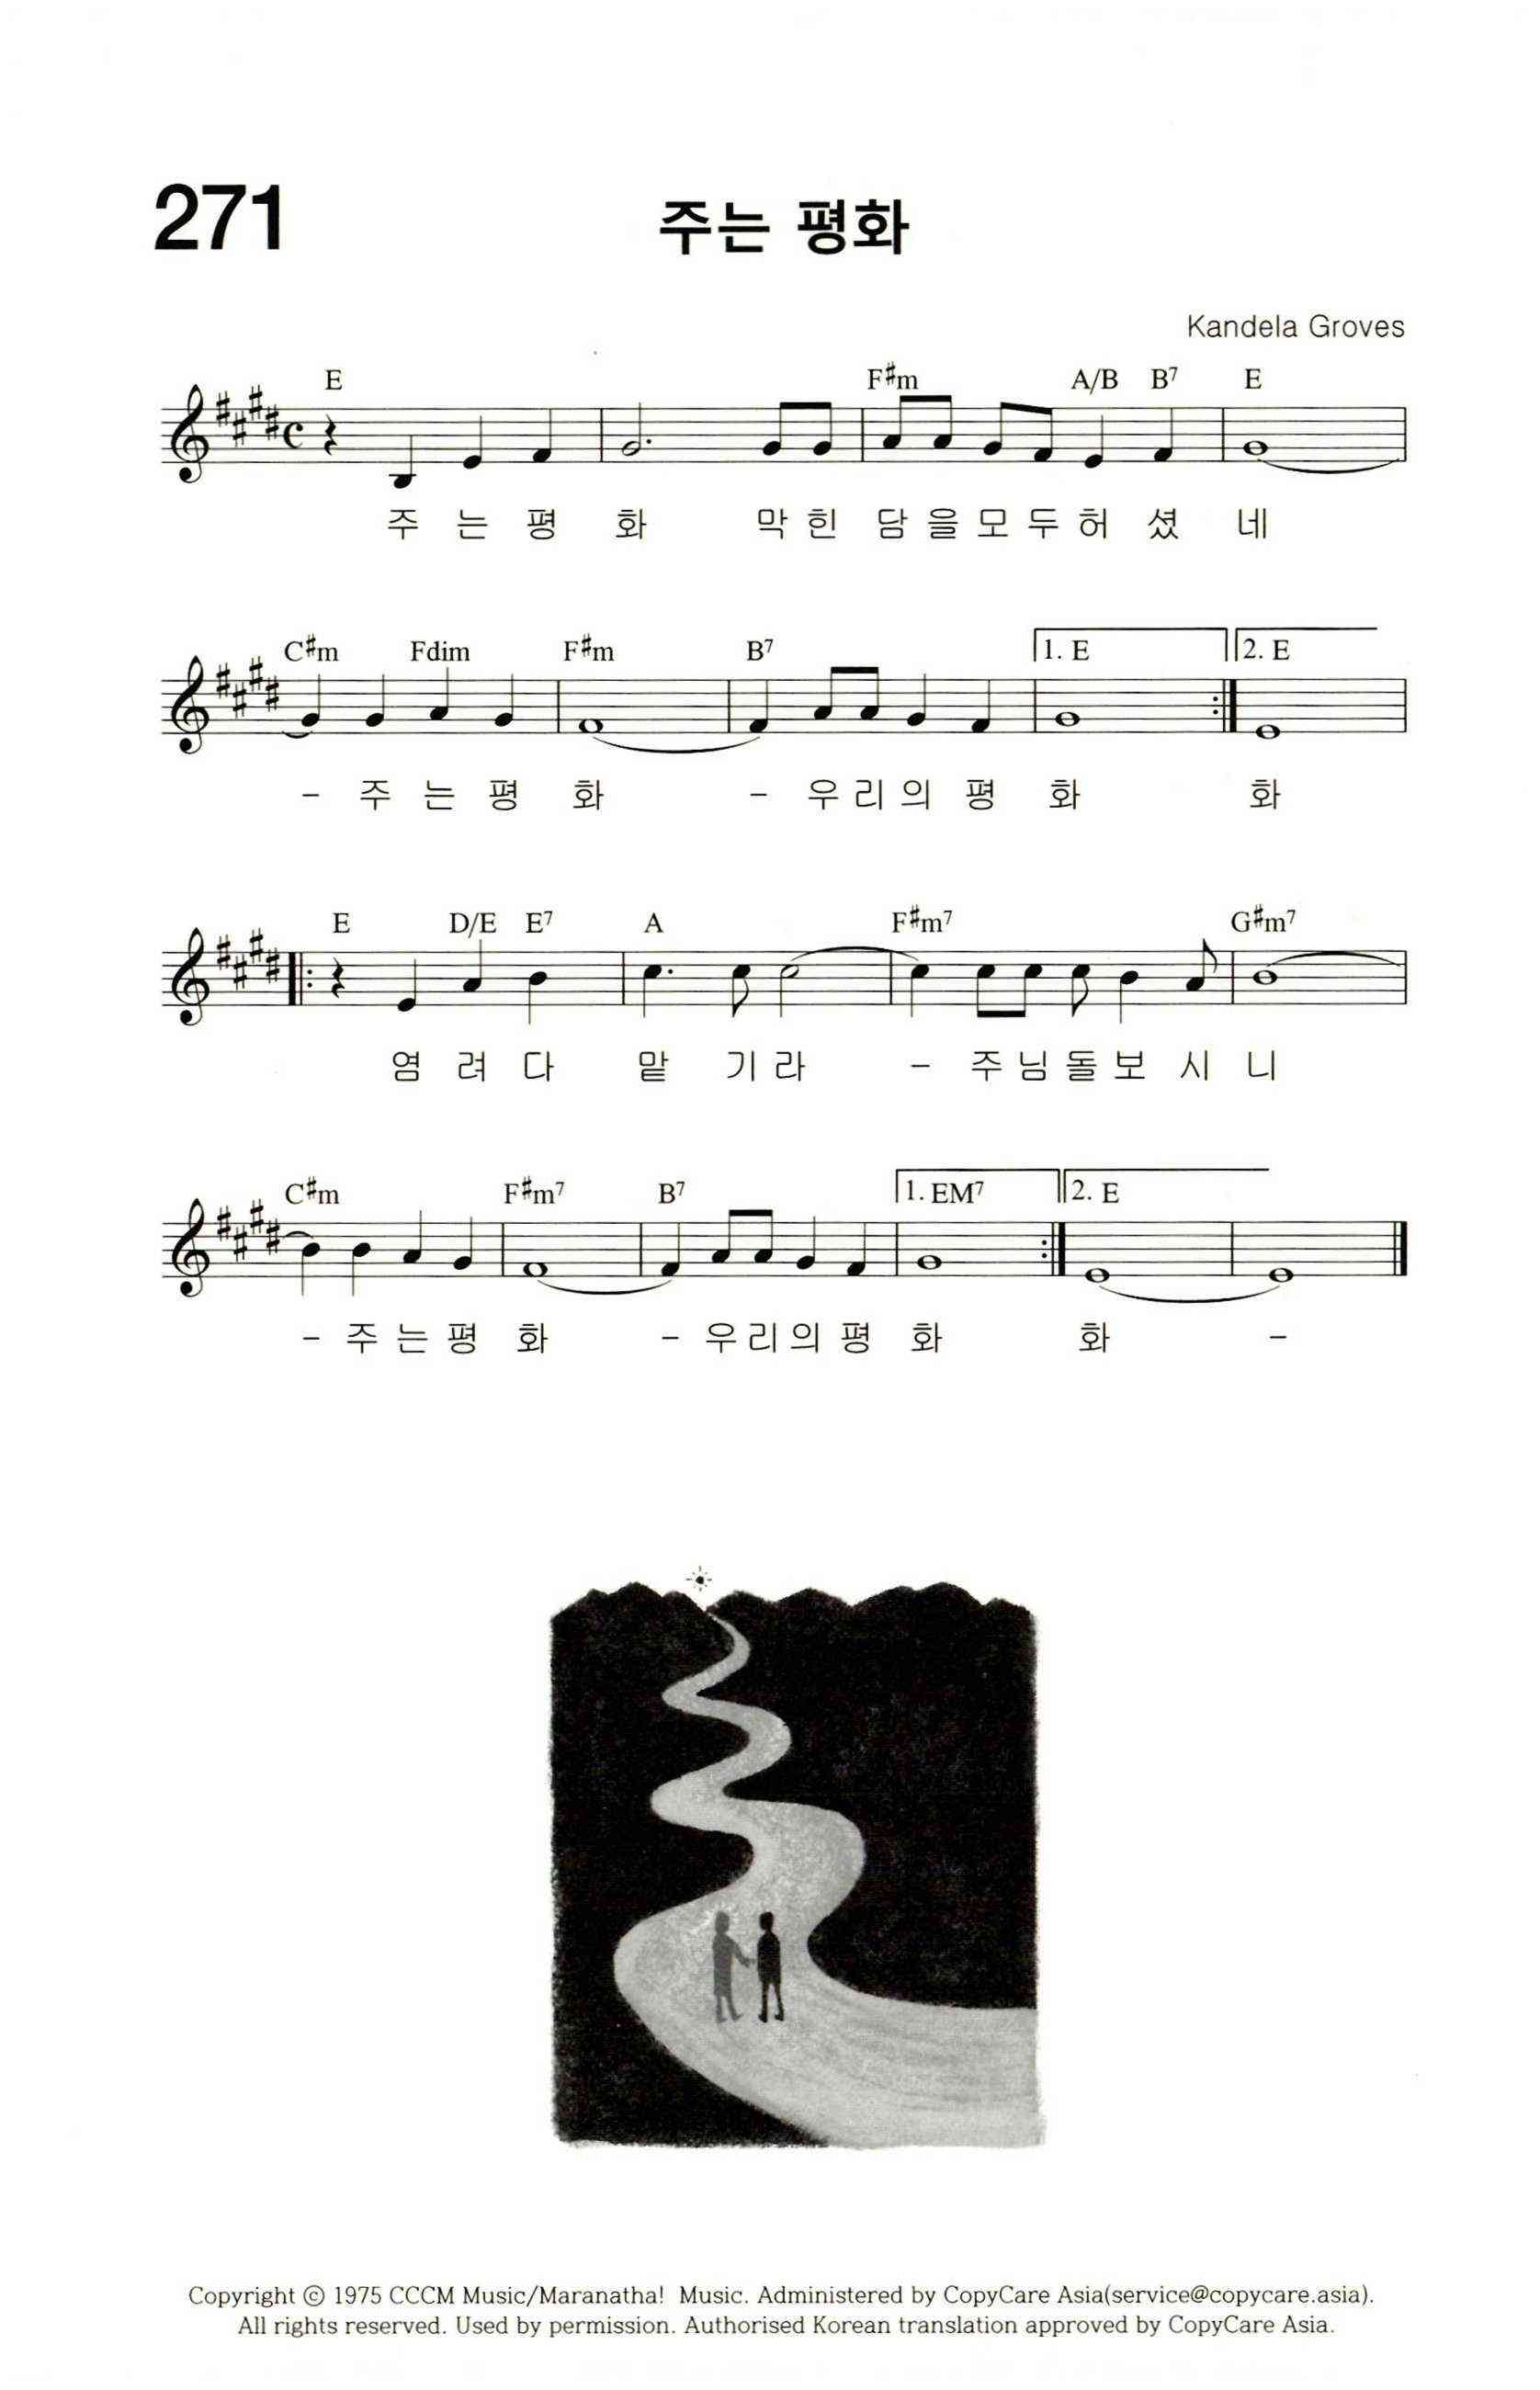 271
주는 평화
Kandela Groves
E F♯m A/B B7 E
주 는 평 화 막 힌 담 을 모 두 허 셨 네
C♯m Fdim F♯m B7 1. E 2. E
- 주 는 평 화 - 우 리 의 평 화 화
E D/E E7 A F♯m7 G♯m7
염 려 다 맡 기 라 - 주 님 돌 보 시 니
C♯m F♯m7 B7 1. EM7 2. E
- 주 는 평 화 - 우 리 의 평 화 화 -
Copyright ⓒ 1975 CCCM Music/Maranatha! Music. Administered by CopyCare Asia(service@copycare.asia).
All rights reserved. Used by permission. Authorised Korean translation approved by CopyCare Asia.